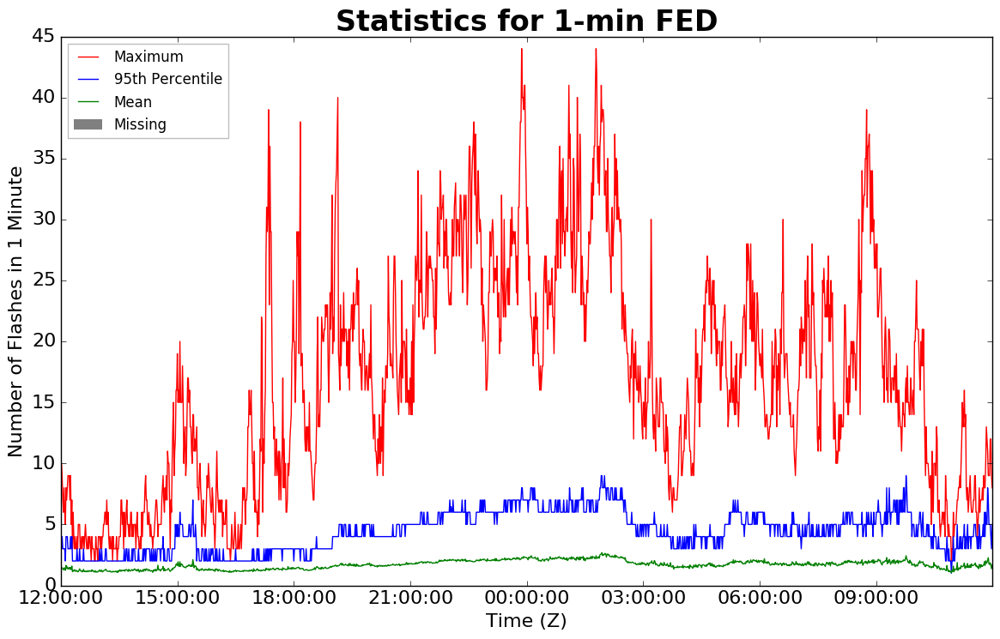 Statistics for 1-min FED
Number of Flashes in 1 Minute
45
40
35
30
25
20
15
10
5
0
Maximum
95th Percentile
Mean
Missing
12:00:00 15:00:00 18:00:00 21:00:00 00:00:00 03:00:00 06:00:00 09:00:00
Time (Z)